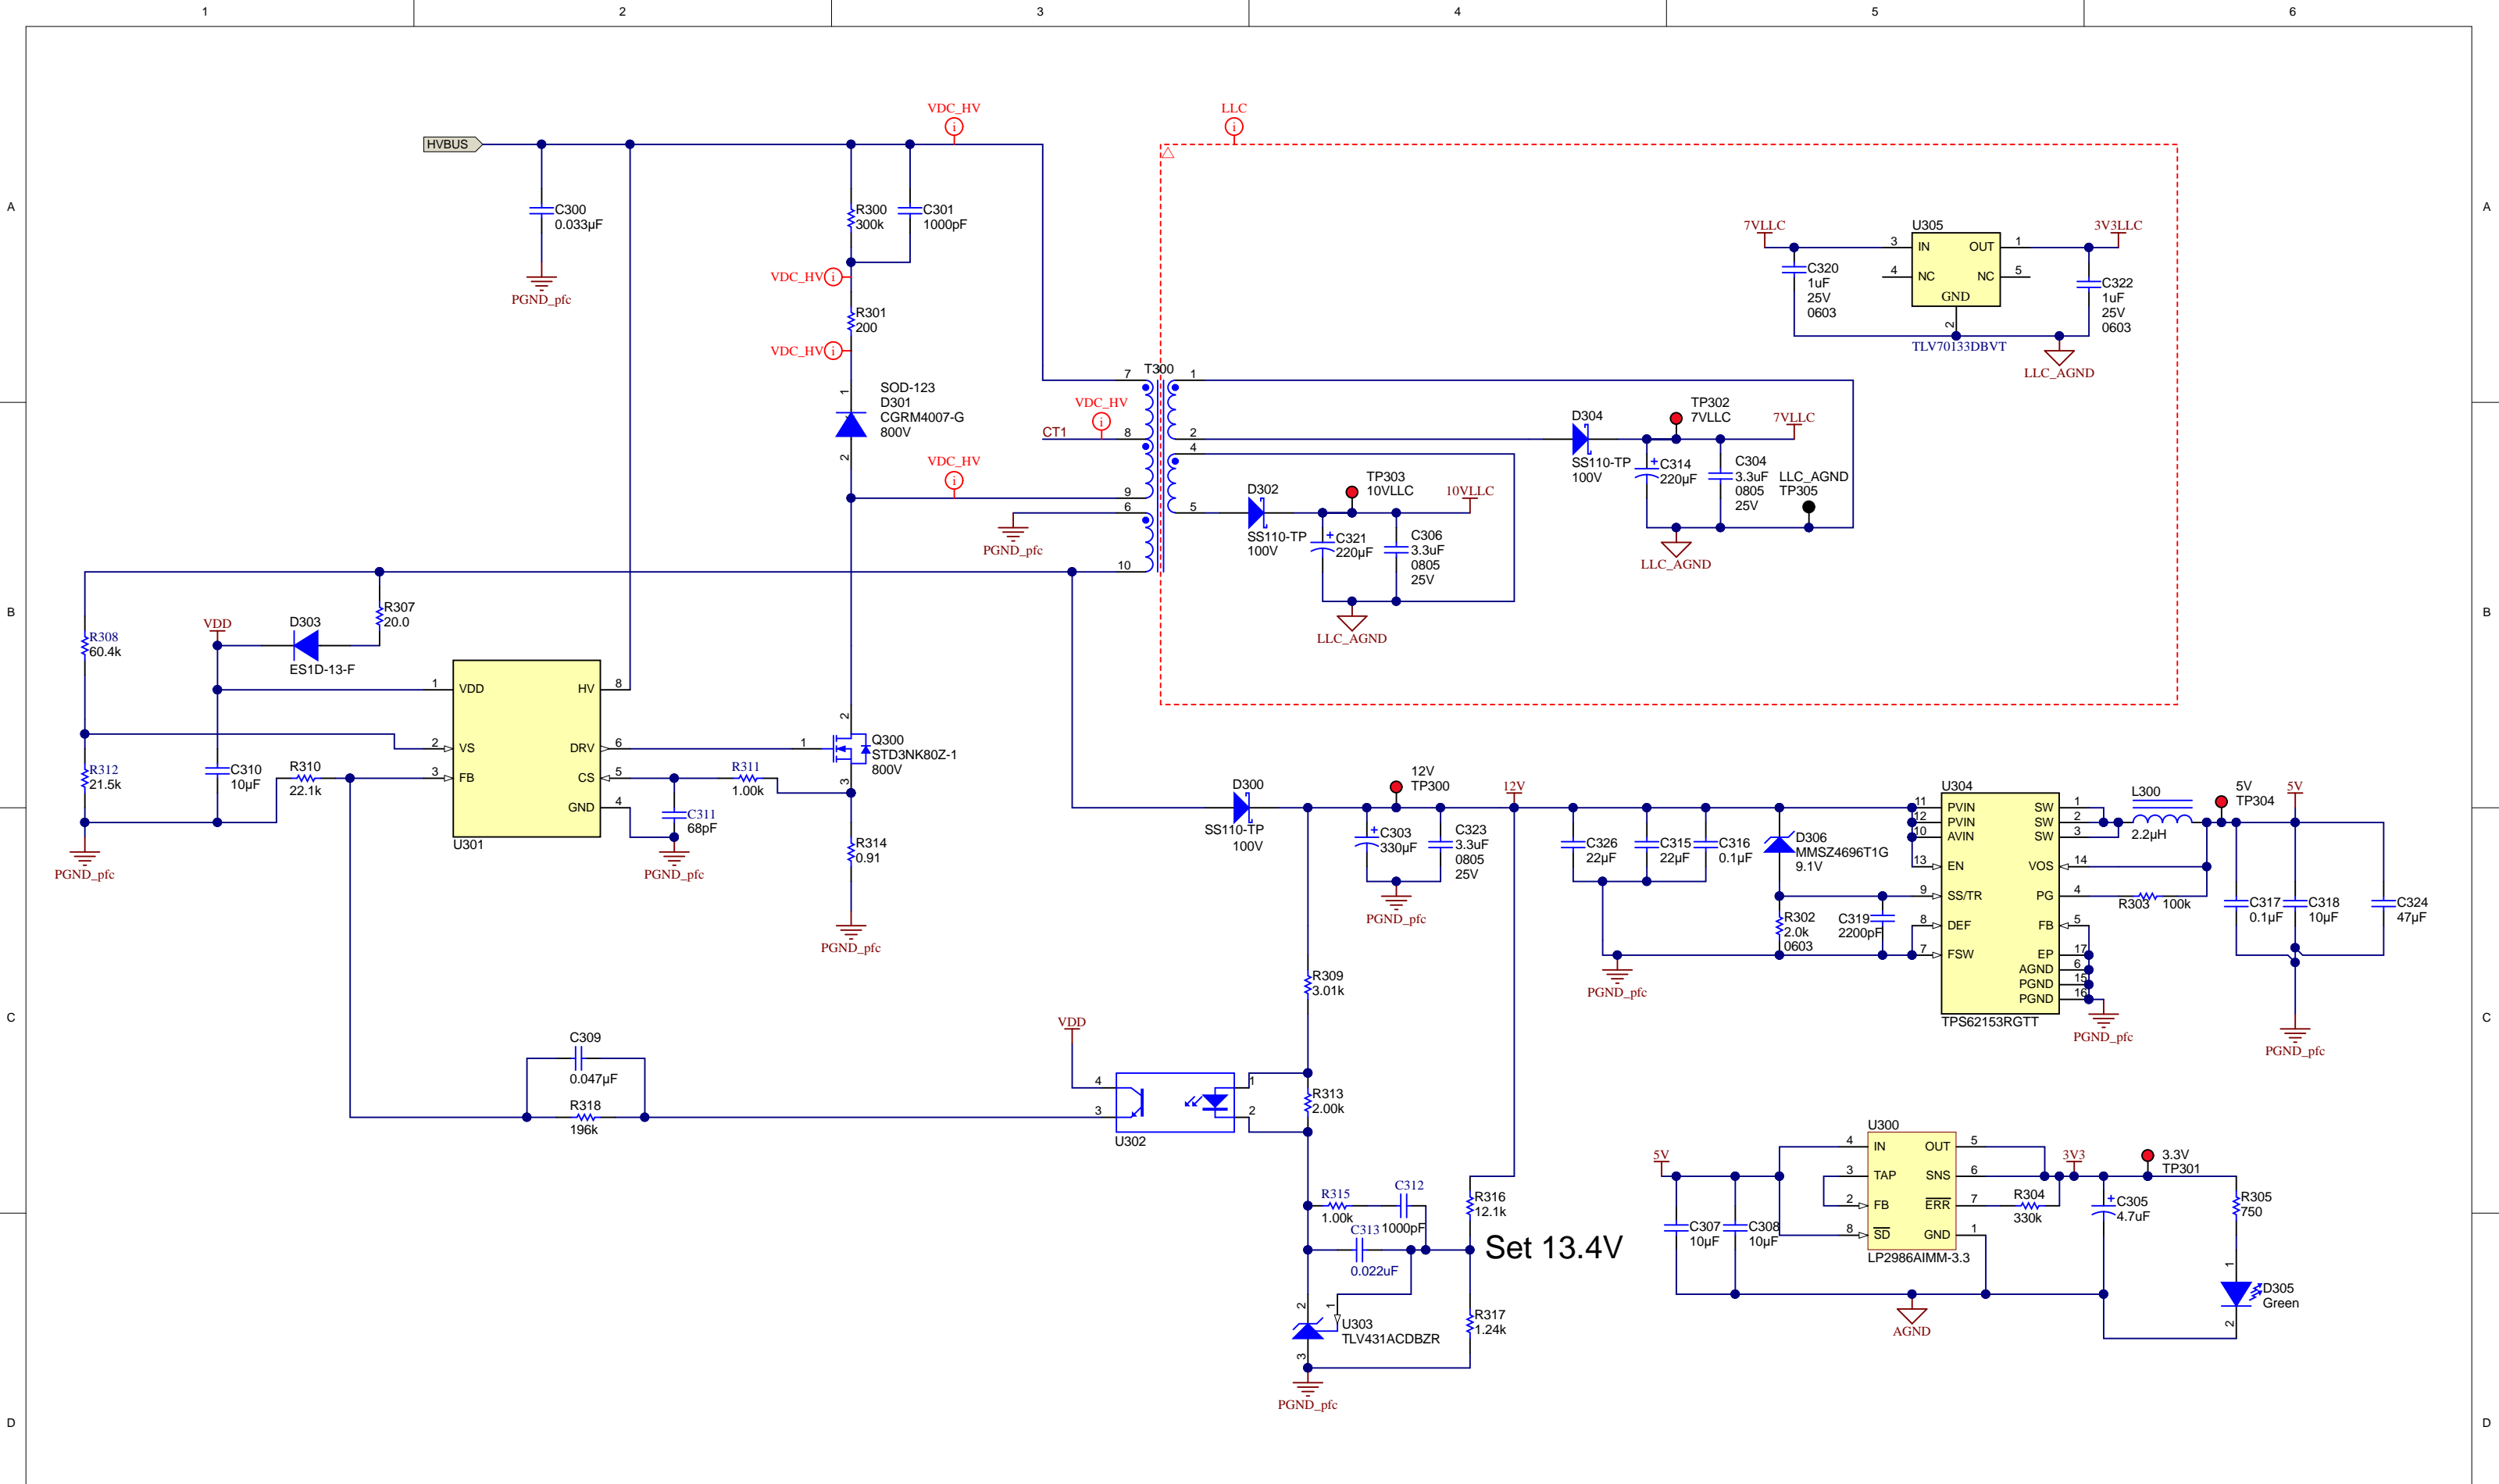 1 2 3 4 5 6
A A
B B
C C
D D
HVBUS
VDC_HV
LLC
C300
0.033µF
PGND_pfc
R300
300k
C301
1000pF
VDC_HV
R301
200
VDC_HV
SOD-123
D301
CGRM4007-G
800V
1
2
VDC_HV
CT1
VDC_HV
PGND_pfc
T300
7
8
9
6
10
1
2
4
5
7VLLC
C320
1uF
25V
0603
U305
3 IN OUT 1
4 NC NC 5
GND
2
TLV70133DBVT
3V3LLC
C322
1uF
25V
0603
LLC_AGND
D304
SS110-TP
100V
TP302
7VLLC
7VLLC
C314
220µF
C304
3.3uF
0805
25V
LLC_AGND
TP305
LLC_AGND
D302
SS110-TP
100V
TP303
10VLLC
10VLLC
C321
220µF
C306
3.3uF
0805
25V
LLC_AGND
R308
60.4k
VDD
D303
ES1D-13-F
R307
20.0
R312
21.5k
C310
10µF
R310
22.1k
PGND_pfc
1 VDD HV 8
2 VS DRV 6
3 FB CS 5
GND 4
U301
R311
1.00k
C311
68pF
PGND_pfc
1
2
3
Q300
STD3NK80Z-1
800V
R314
0.91
PGND_pfc
D300
SS110-TP
100V
12V
TP300
C303
330µF
C323
3.3uF
0805
25V
PGND_pfc
12V
C326
22µF
C315
22µF
C316
0.1µF
D306
MMSZ4696T1G
9.1V
R302
2.0k
0603
C319
2200pF
PGND_pfc
U304
11 PVIN SW 1
12 PVIN SW 2
10 AVIN SW 3
13 EN VOS 14
9 SS/TR PG 4
8 DEF FB 5
7 FSW EP 17
AGND 6
PGND 15
PGND 16
TPS62153RGTT
PGND_pfc
L300
2.2µH
5V
TP304
5V
R303 100k
C317
0.1µF
C318
10µF
C324
47µF
PGND_pfc
R309
3.01k
C309
0.047µF
R318
196k
VDD
4
3
1
2
U302
R313
2.00k
R315
1.00k
C312
1000pF
C313
0.022uF
R316
12.1k
Set 13.4V
R317
1.24k
2
1
3
U303
TLV431ACDBZR
PGND_pfc
5V
C307
10µF
C308
10µF
U300
4 IN OUT 5
3 TAP SNS 6
2 FB ERR 7
8 SD GND 1
LP2986AIMM-3.3
R304
330k
3V3
3.3V
TP301
C305
4.7uF
R305
750
1
D305
Green
2
AGND